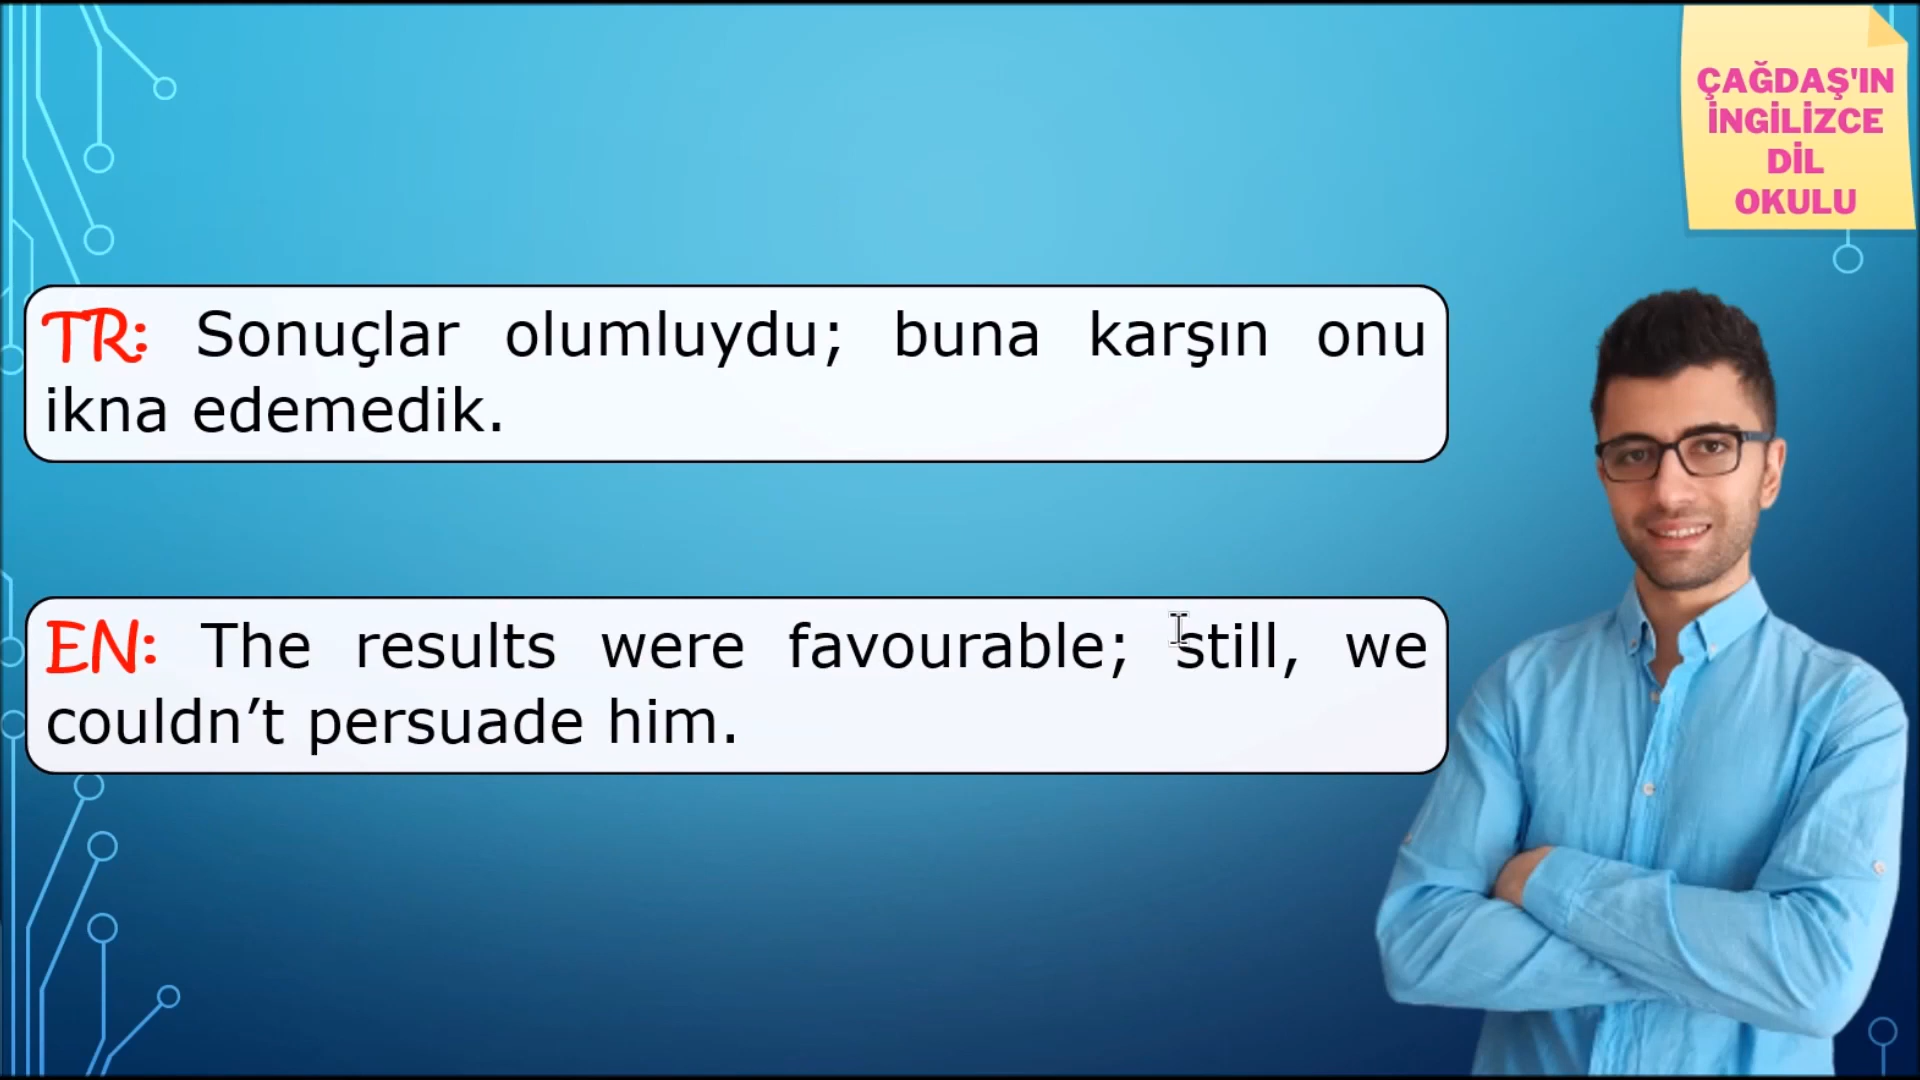 ÇAĞDAŞ'IN
İNGİLİZCE
DİL
OKULU
TR: Sonuçlar olumluydu; buna karşın onu
ikna edemedik.
EN: The results were favourable; still, we
couldn’t persuade him.